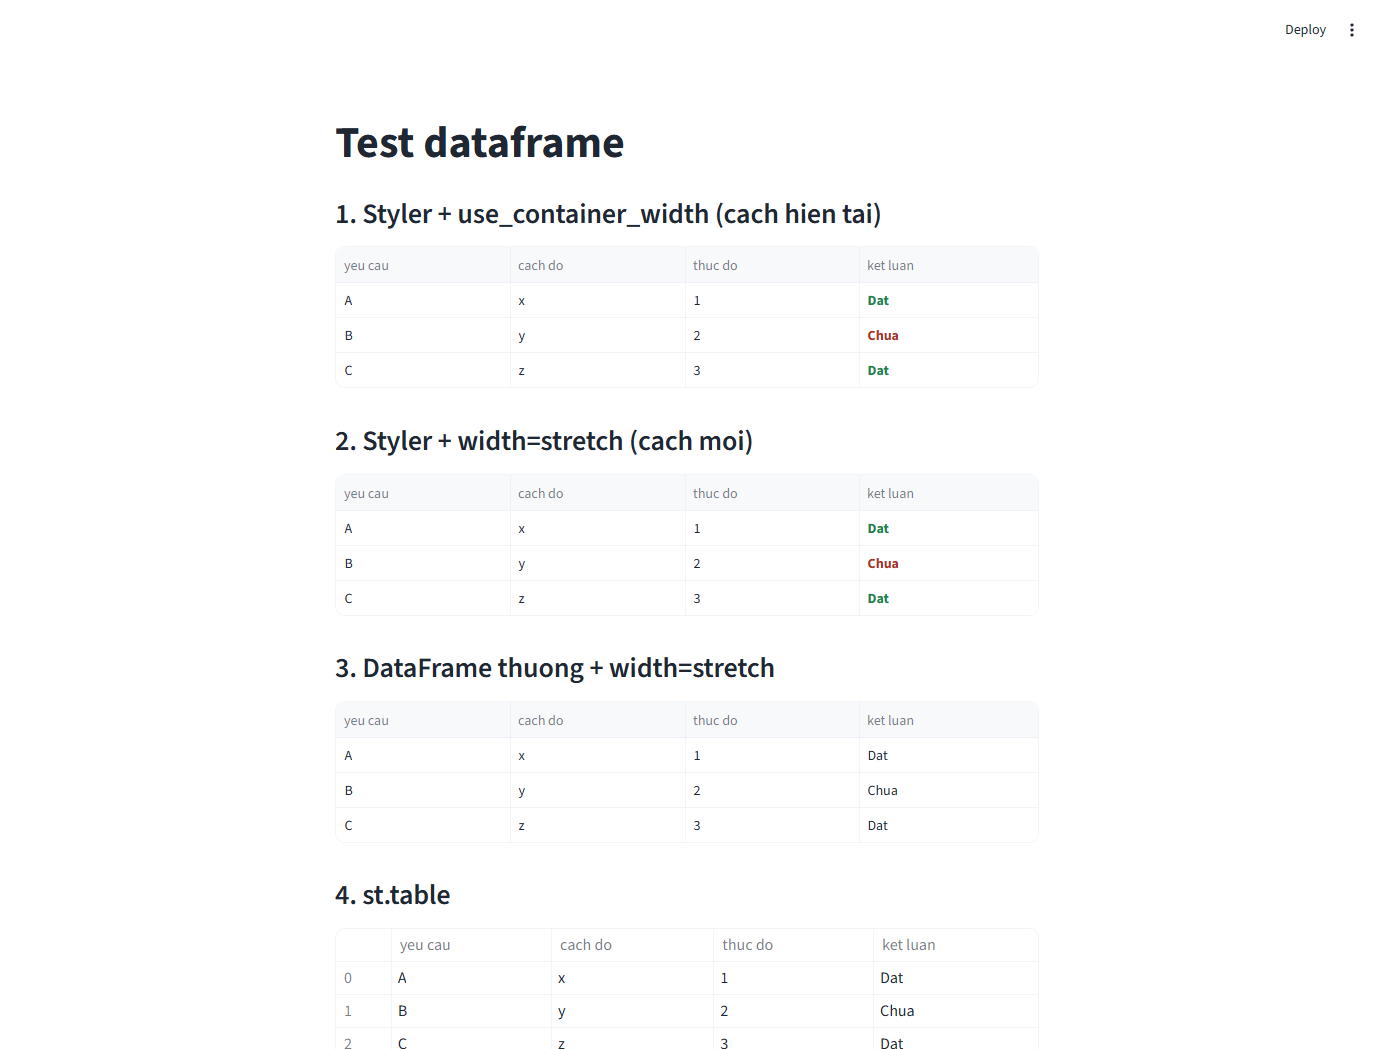 Deploy
Test dataframe
1. Styler + use_container_width (cach hien tai)
yeu cau cach do thuc do ket luan
A x 1 Dat
B y 2 Chua
C z 3 Dat
2. Styler + width=stretch (cach moi)
yeu cau cach do thuc do ket luan
A x 1 Dat
B y 2 Chua
C z 3 Dat
3. DataFrame thuong + width=stretch
yeu cau cach do thuc do ket luan
A x 1 Dat
B y 2 Chua
C z 3 Dat
4. st.table
yeu cau cach do thuc do ket luan
0 A x 1 Dat
1 B y 2 Chua
2 C z 3 Dat